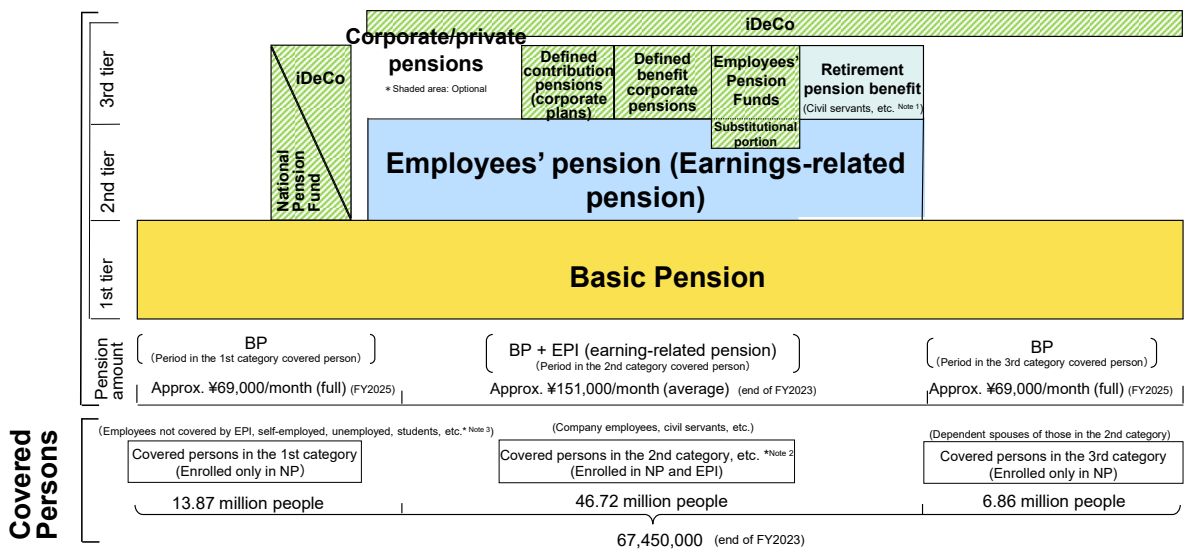 iDeCo
3rd tier
iDeCo
National
Pension
Fund
Corporate/private
pensions
* Shaded area: Optional
Defined
contribution
pensions
(corporate
plans)
Defined
benefit
corporate
pensions
Employees’
Pension
Funds
Substitutional
portion
Retirement
pension benefit
(Civil servants, etc. Note 1)
2nd tier
Employees’ pension (Earnings-related
pension)
1st tier
Basic Pension
Pension
amount
BP
(Period in the 1st category covered person)
Approx. ¥69,000/month (full) (FY2025)
BP + EPI (earning-related pension)
(Period in the 2nd category covered person)
Approx. ¥151,000/month (average) (end of FY2023)
BP
(Period in the 3rd category covered person)
Approx. ¥69,000/month (full) (FY2025)
Covered
Persons
(Employees not covered by EPI, self-employed, unemployed, students, etc.* Note 3)
Covered persons in the 1st category
(Enrolled only in NP)
13.87 million people
(Company employees, civil servants, etc.)
Covered persons in the 2nd category, etc. *Note 2
(Enrolled in NP and EPI)
46.72 million people
(Dependent spouses of those in the 2nd category)
Covered persons in the 3rd category
(Enrolled only in NP)
6.86 million people
67,450,000 (end of FY2023)